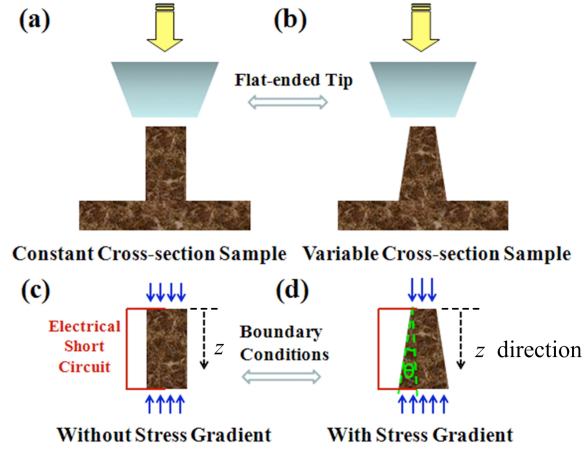 (a)
(b)
Flat-ended Tip
Constant Cross-section Sample
Variable Cross-section Sample
(c)
(d)
Electrical
Short
Circuit
z
Boundary
Conditions
θ
z direction
Without Stress Gradient
With Stress Gradient